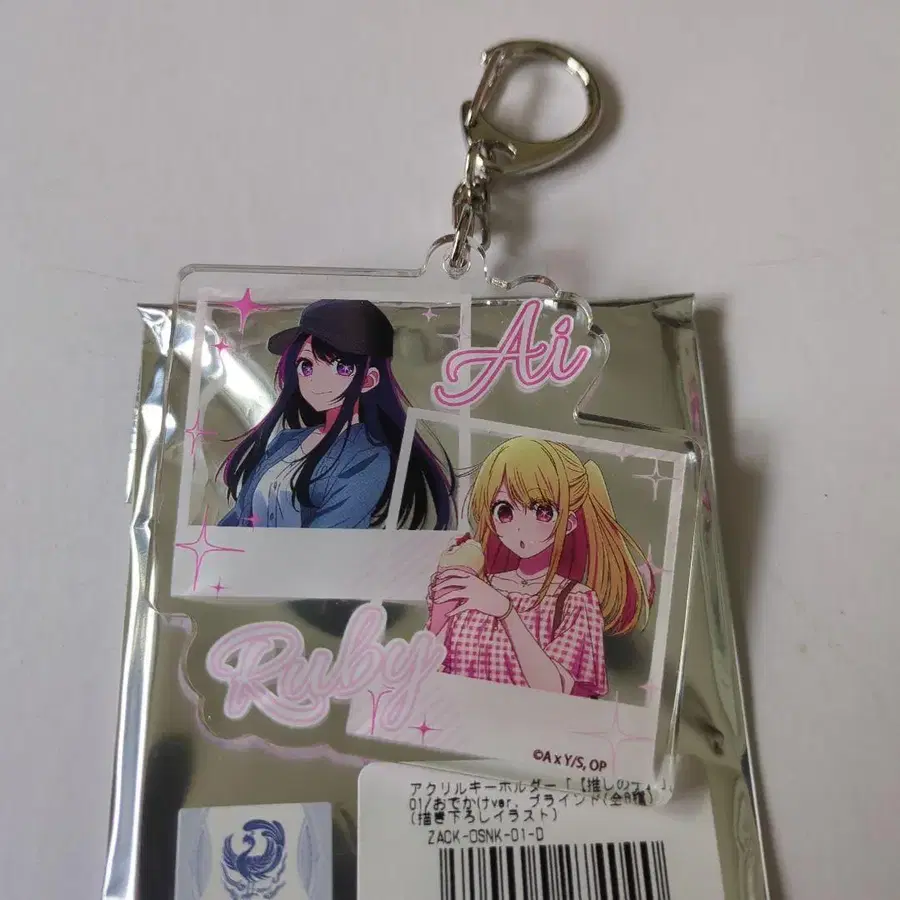 Ai
Ruby
©A x Y/S, OP
アクリルキーホルダー「【推しの
01/おでかけver. ブラインド(全8種)
(描き下ろしイラスト)
ZACK-OSNK-01-D